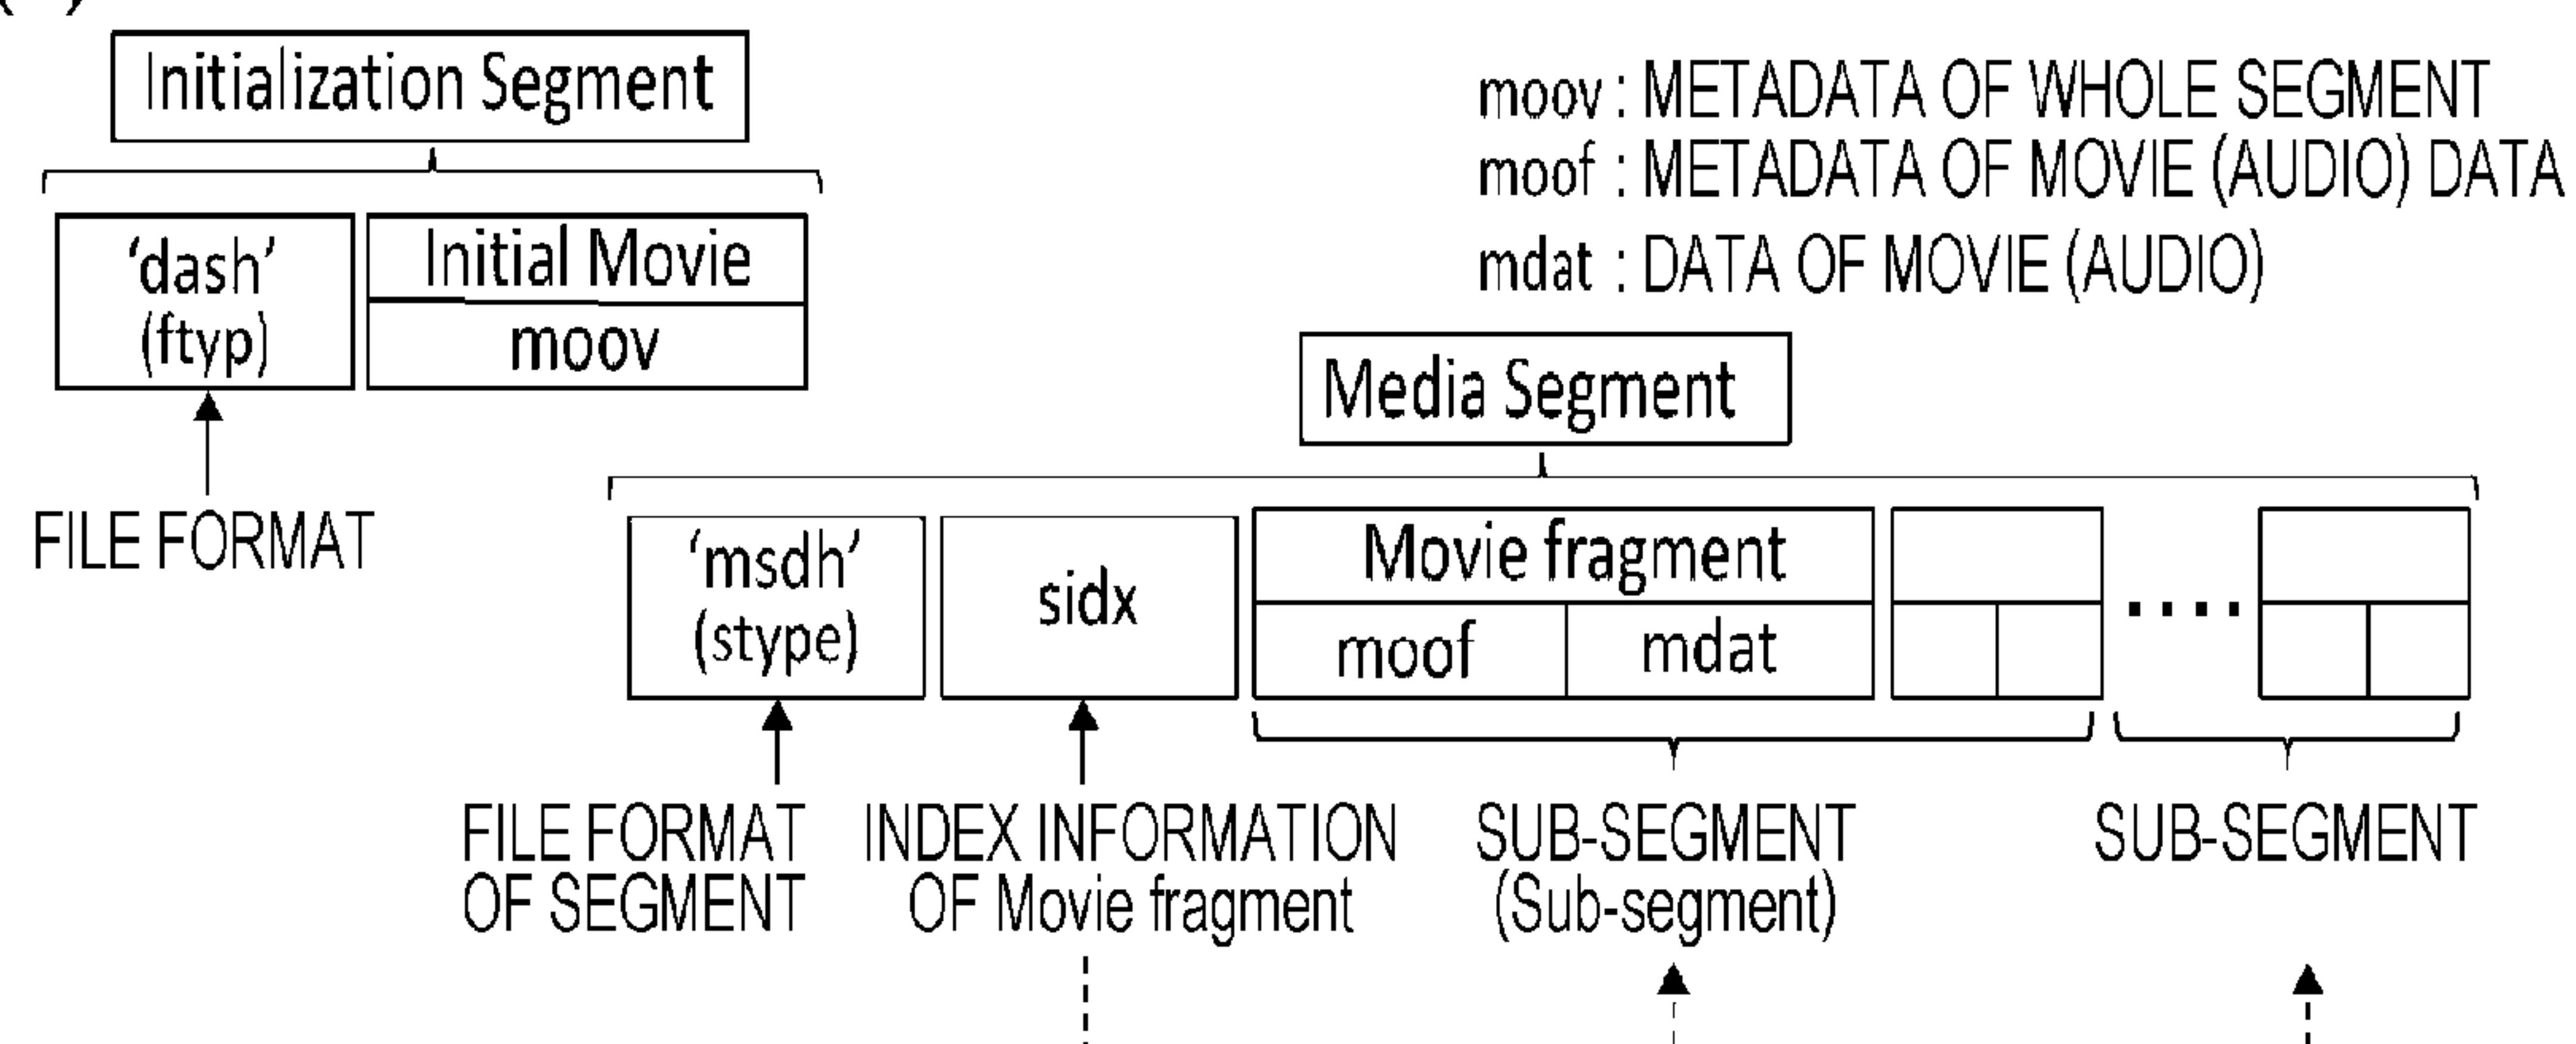 Initialization Segment
moov : METADATA OF WHOLE SEGMENT
moof : METADATA OF MOVIE (AUDIO) DATA
mdat : DATA OF MOVIE (AUDIO)
‘dash’
(ftyp)
Initial Movie
moov
FILE FORMAT
Media Segment
‘msdh’
(stype)
sidx
Movie fragment
moof
mdat
....
FILE FORMAT
OF SEGMENT
INDEX INFORMATION
OF Movie fragment
SUB-SEGMENT
(Sub-segment)
SUB-SEGMENT